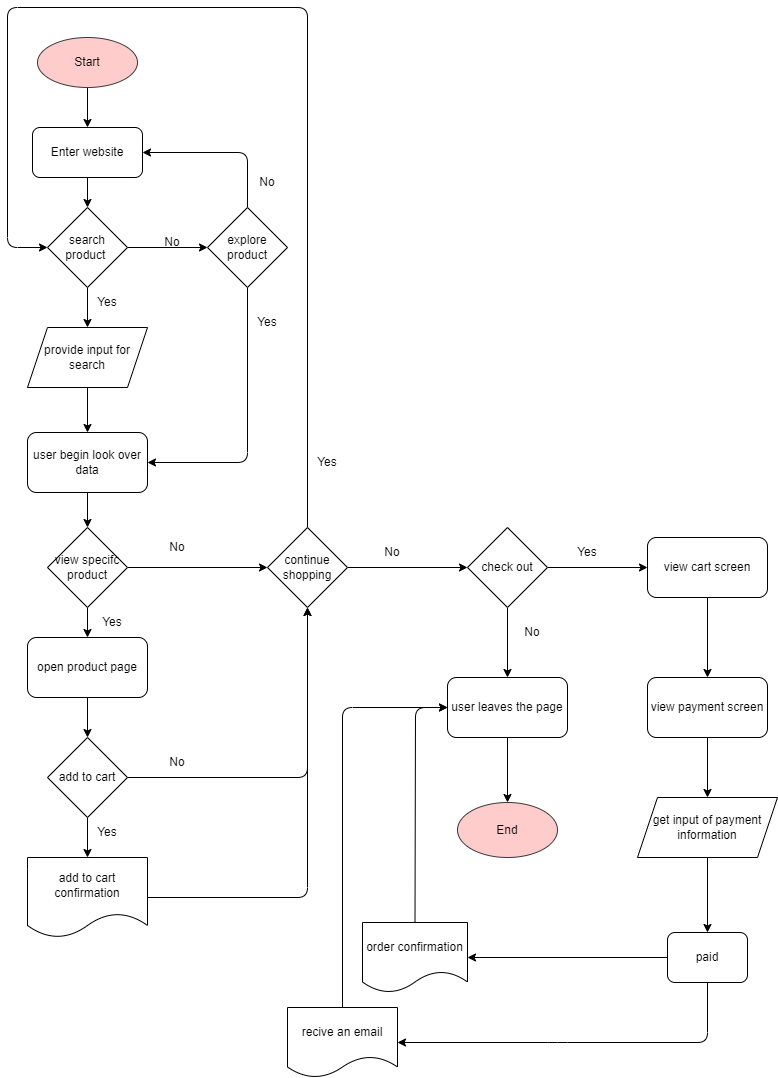 Start
Enter website
No
search
product
No
explore
product
Yes
Yes
provide input for
search
user begin look over
data
Yes
view specifc
product
No
continue
shopping
No
check out
Yes
view cart screen
Yes
No
open product page
user leaves the page
view payment screen
add to cart
No
Yes
End
get input of payment
information
add to cart
confirmation
order confirmation
paid
recive an email